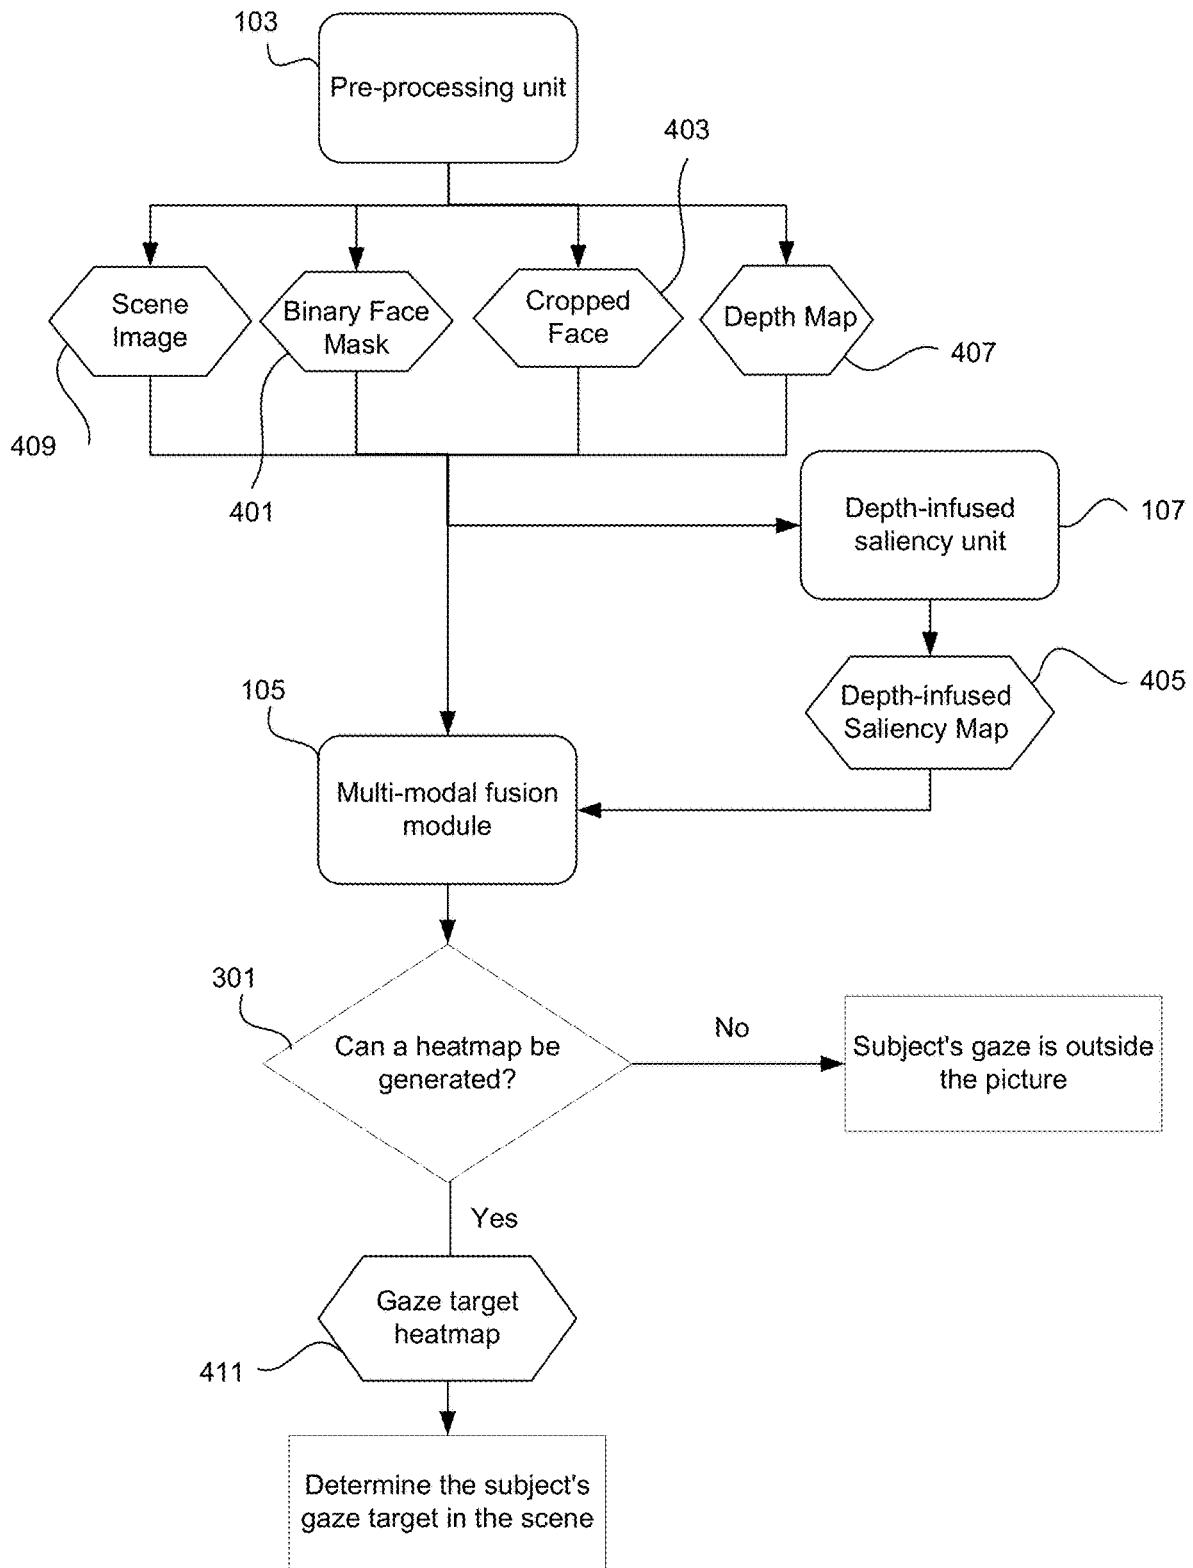 103
Pre-processing unit
403
Scene
Image
Binary Face
Mask
Cropped
Face
Depth Map
407
409
401
Depth-infused
saliency unit
107
105
Depth-infused
Saliency Map
405
Multi-modal fusion
module
301
Can a heatmap be
generated?
No
Subject's gaze is outside
the picture
Yes
Gaze target
heatmap
411
Determine the subject's
gaze target in the scene